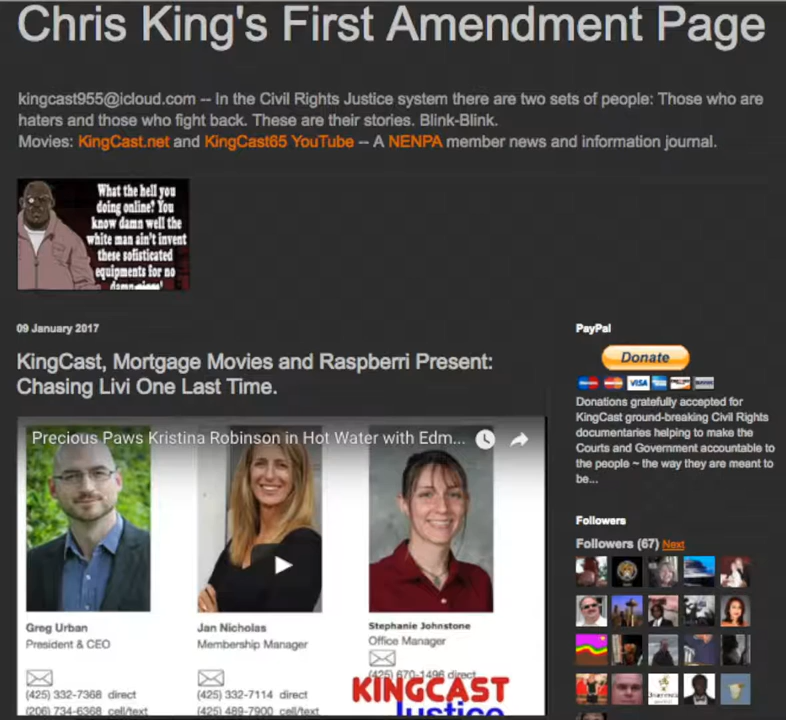 Chris King's First Amendment Page
kingcast955@icloud.com -- In the Civil Rights Justice system there are two sets of people: Those who are
haters and those who fight back. These are their stories. Blink-Blink.
Movies: KingCast.net and KingCast65 YouTube -- A NENPA member news and information journal.
What the hell you
doing online? You
know damn well the
white man ain't invent
these sofisticated
equipments for no
09 January 2017
KingCast, Mortgage Movies and Raspberri Present:
Chasing Livi One Last Time.
Precious Paws Kristina Robinson in Hot Water with Edm...
Greg Urban
President & CEO
(425) 332-7368 direct
(206) 734-6368 cell/text
Jan Nicholas
Membership Manager
(425) 332-7114 direct
(425) 489-7900 cell/text
Stephanie Johnstone
Office Manager
(425) 670-1496 direct
KINGCAST
Justice
PayPal
Donate
VISA
Donations gratefully accepted for
KingCast ground-breaking Civil Rights
documentaries helping to make the
Courts and Government accountable to
the people ~ the way they are meant to
be...
Followers
Followers (67) Next